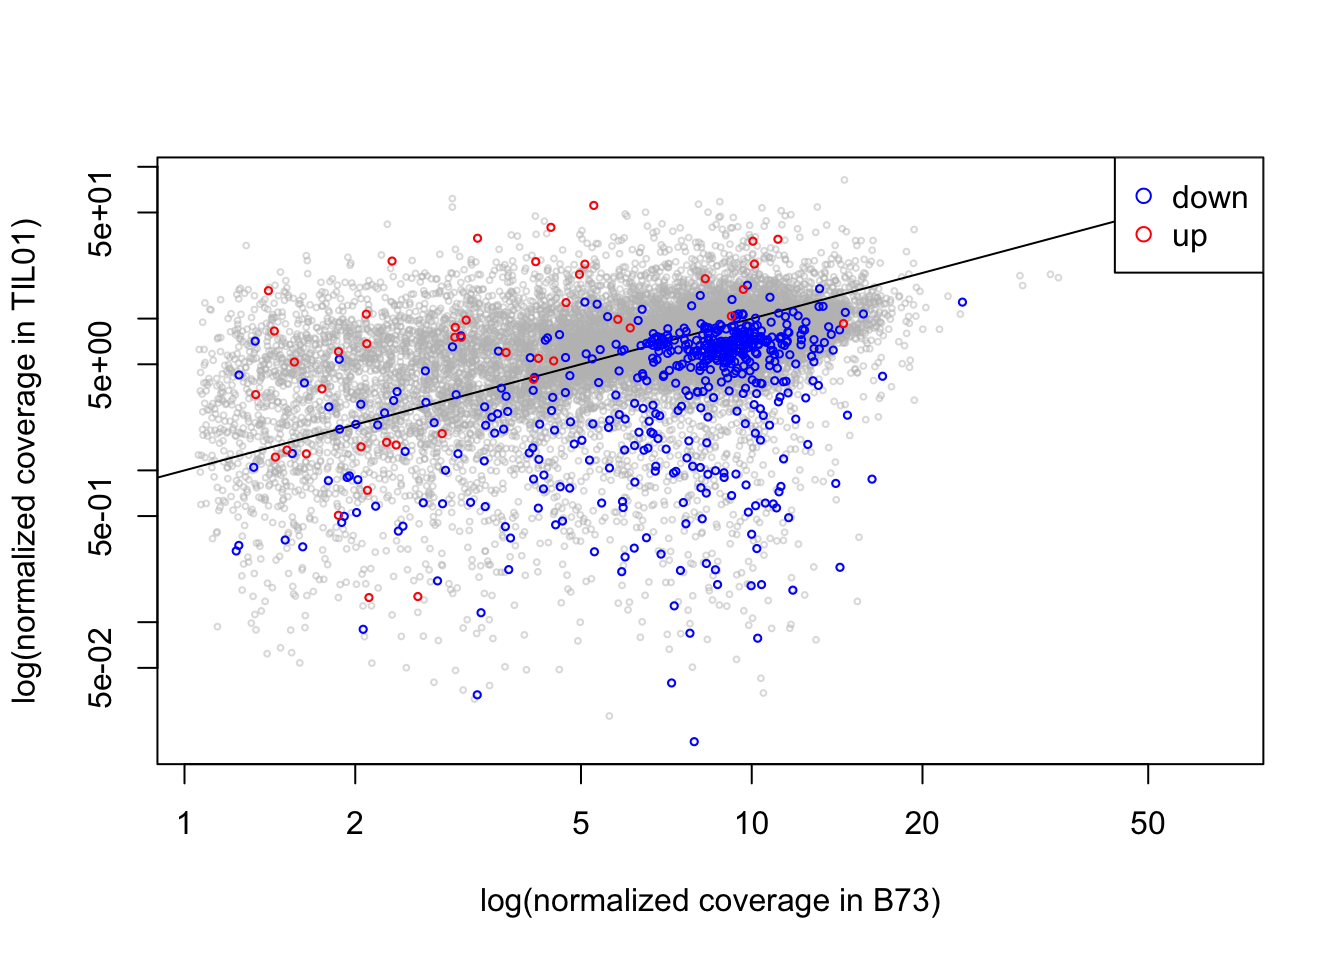 down
up
log(normalized coverage in TIL01)
5e+01
5e+00
5e-01
5e-02
1 2 5 10 20 50
log(normalized coverage in B73)